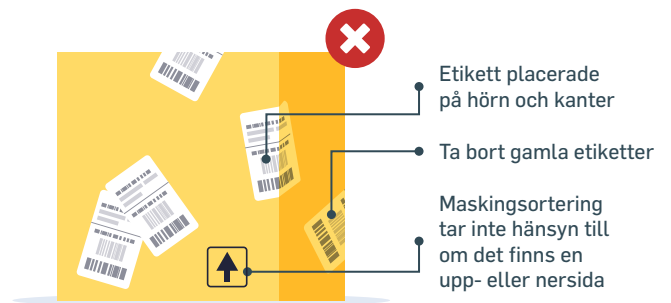 Etikett placerade
på hörn och kanter
Ta bort gamla etiketter
Maskingsortering
tar inte hänsyn till
om det finns en
upp- eller nersida